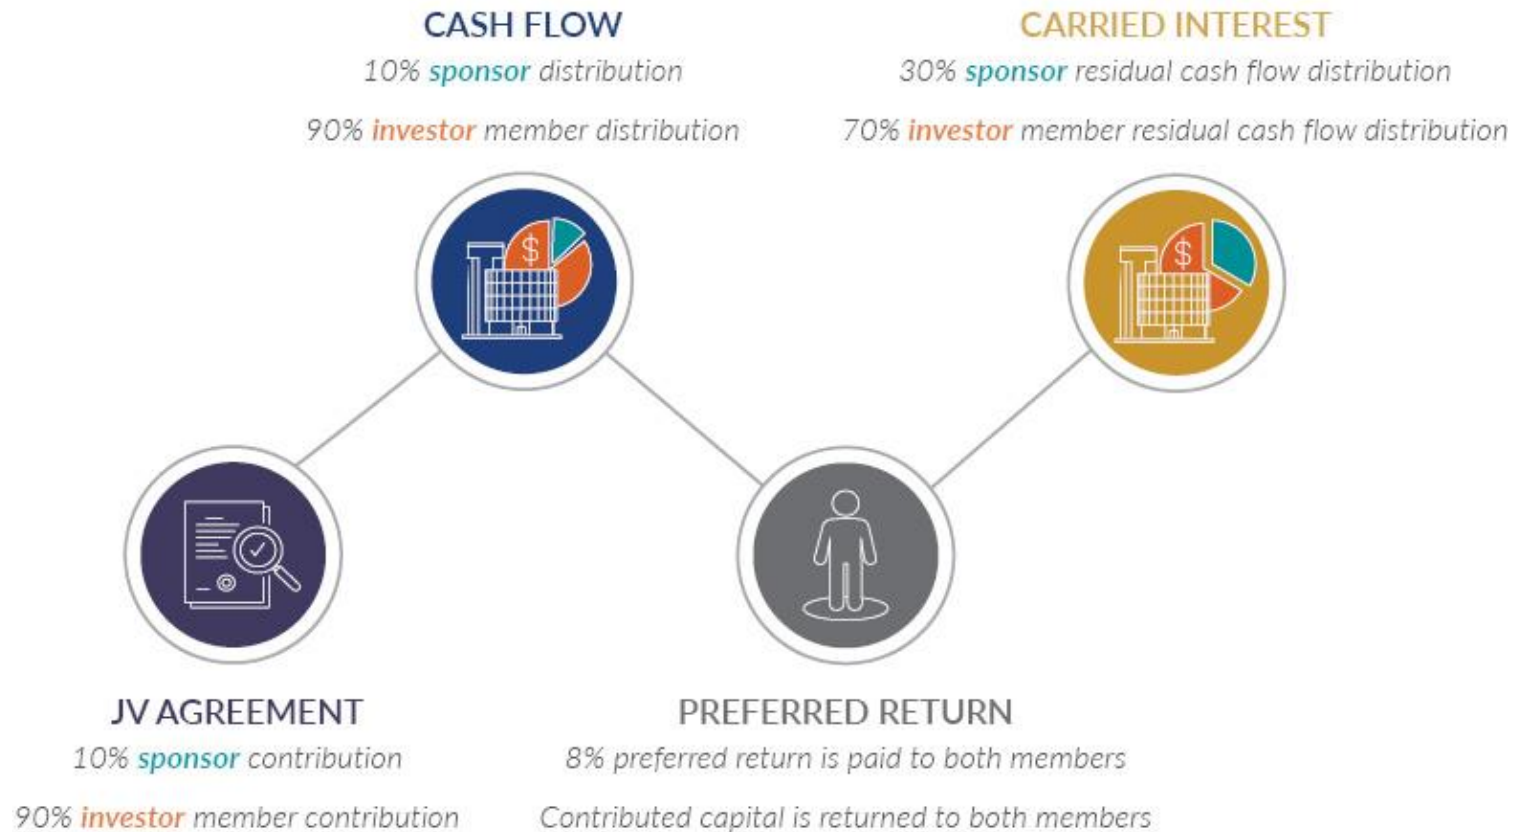 CASH FLOW
10% sponsor distribution
90% investor member distribution
CARRIED INTEREST
30% sponsor residual cash flow distribution
70% investor member residual cash flow distribution
$
$
JV AGREEMENT
10% sponsor contribution
90% investor member contribution
PREFERRED RETURN
8% preferred return is paid to both members
Contributed capital is returned to both members